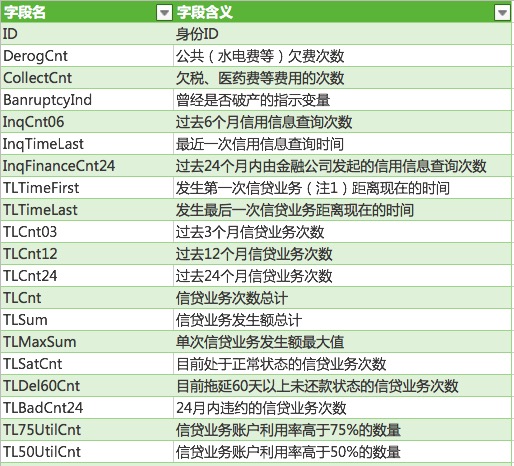 字段名 字段含义
ID 身份ID
DerogCnt 公共（水电费等）欠费次数
CollectCnt 欠税、医药费等费用的次数
BanruptcyInd 曾经是否破产的指示变量
InqCnt06 过去6个月信用信息查询次数
InqTimeLast 最近一次信用信息查询时间
InqFinanceCnt24 过去24个月内由金融公司发起的信用信息查询次数
TLTimeFirst 发生第一次信贷业务（注1）距离现在的时间
TLTimeLast 发生最后一次信贷业务距离现在的时间
TLCnt03 过去3个月信贷业务次数
TLCnt12 过去12个月信贷业务次数
TLCnt24 过去24个月信贷业务次数
TLCnt 信贷业务次数总计
TLSum 信贷业务发生额总计
TLMaxSum 单次信贷业务发生额最大值
TLSatCnt 目前处于正常状态的信贷业务次数
TLDel60Cnt 目前拖延60天以上未还款状态的信贷业务次数
TLBadCnt24 24月内违约的信贷业务次数
TL75UtilCnt 信贷业务账户利用率高于75%的数量
TL50UtilCnt 信贷业务账户利用率高于50%的数量